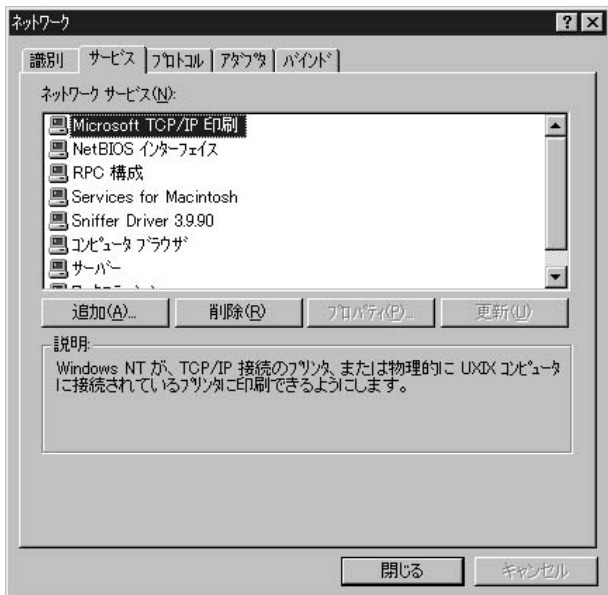 ネットワーク
識別 サービス プロトコル アダプタ バインド
ネットワーク サービス(N):
Microsoft TCP/IP 印刷
NetBIOS インターフェイス
RPC 構成
Services for Macintosh
Sniffer Driver 3.9.90
コンピュータ ブラウザ
サーバー
追加(A)... 削除(R) プロパティ(P)... 更新(U)
説明:
Windows NT が、TCP/IP 接続のプリンタ、または物理的に UXIX コンピュータ
に接続されているプリンタに印刷できるようにします。
閉じる キャンセル